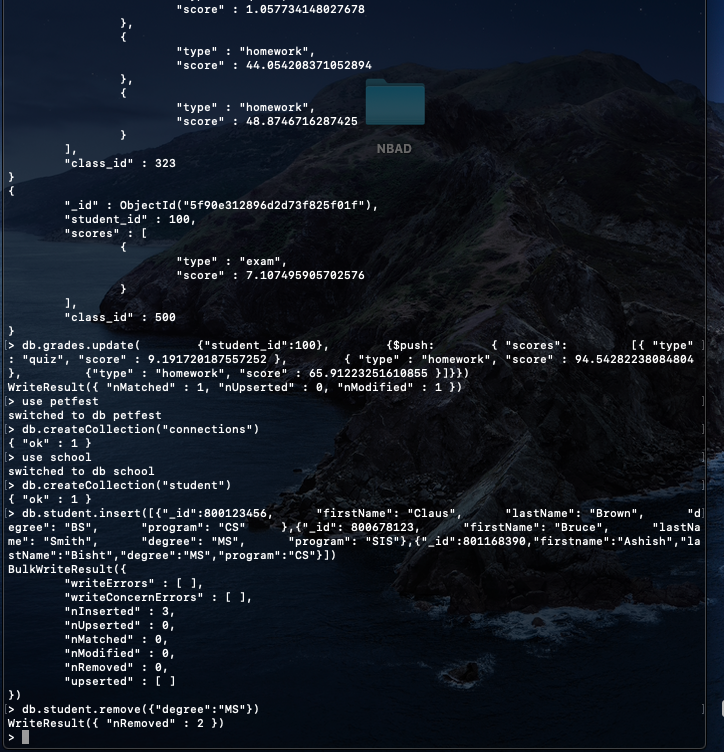 "score" : 1.057734148027678
},
{
"type" : "homework",
"score" : 44.054208371052894
},
{
"type" : "homework",
"score" : 48.8746716287425
}
],
"class_id" : 323
}
{
"_id" : ObjectId("5f90e312896d2d73f825f01f"),
"student_id" : 100,
"scores" : [
{
"type" : "exam",
"score" : 7.107495905702576
}
],
"class_id" : 500
}
[> db.grades.update(        {"student_id":100},        {$push:        { "scores":        [{ "type" ]
: "quiz", "score" : 9.191720187557252 },        { "type" : "homework", "score" : 94.54282238084804
},        {"type" : "homework", "score" : 65.91223251610855 }]}})
WriteResult({ "nMatched" : 1, "nUpserted" : 0, "nModified" : 1 })
[> use petfest ]
switched to db petfest
[> db.createCollection("connections") ]
{ "ok" : 1 }
[> use school ]
switched to db school
[> db.createCollection("student") ]
{ "ok" : 1 }
[> db.student.insert([{"_id":800123456,      "firstName": "Claus",      "lastName": "Brown",      "d]
egree": "BS",      "program": "CS"    },{"_id": 800678123,      "firstName": "Bruce",      "lastNa
me": "Smith",      "degree": "MS",      "program": "SIS"},{"_id":801168390,"firstname":"Ashish","la
stName":"Bisht","degree":"MS","program":"CS"}])
BulkWriteResult({
"writeErrors" : [ ],
"writeConcernErrors" : [ ],
"nInserted" : 3,
"nUpserted" : 0,
"nMatched" : 0,
"nModified" : 0,
"nRemoved" : 0,
"upserted" : [ ]
})
[> db.student.remove({"degree":"MS"}) ]
WriteResult({ "nRemoved" : 2 })
>
NBAD